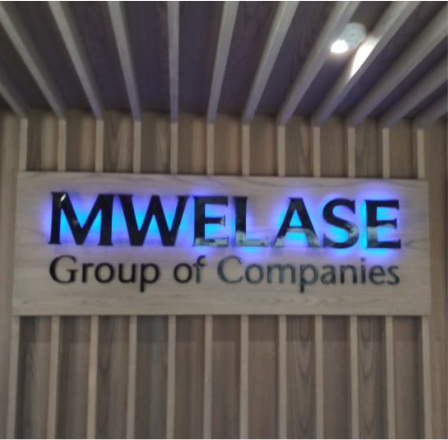 MWELASE
Group of Companies